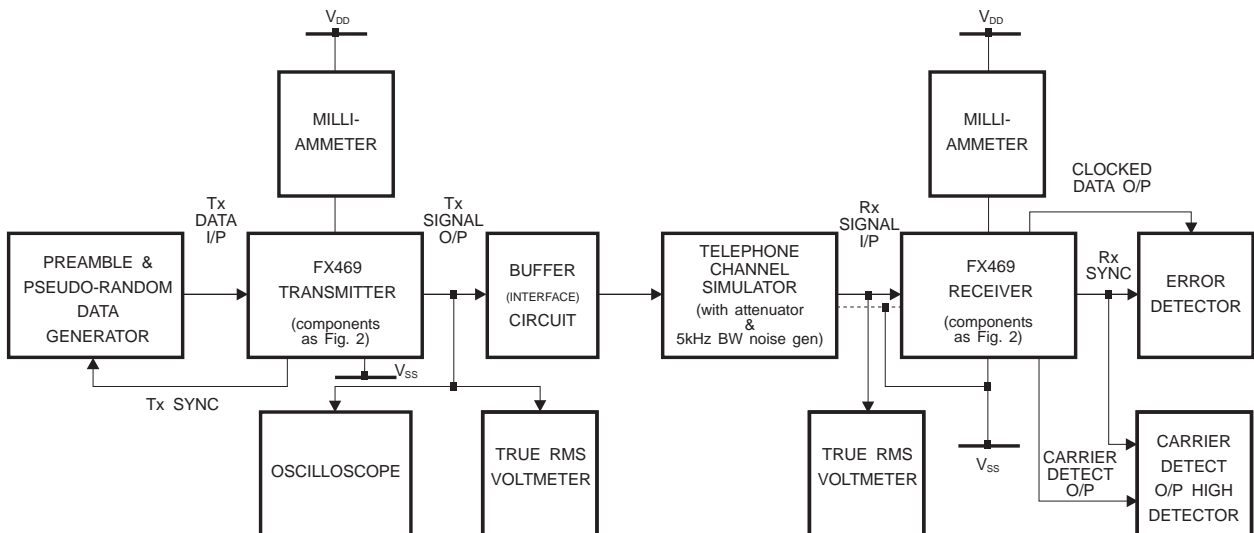 VDD
VDD
MILLI-
AMMETER
MILLI-
AMMETER
CLOCKED
DATA O/P
Tx
DATA
I/P
Tx
SIGNAL
O/P
Rx
SIGNAL
I/P
PREAMBLE &
PSEUDO-RANDOM
DATA
GENERATOR
FX469
TRANSMITTER
(components
as Fig. 2)
BUFFER
(INTERFACE)
CIRCUIT
TELEPHONE
CHANNEL
SIMULATOR
(with attenuator
&
5kHz BW noise gen)
FX469
RECEIVER
(components
as Fig. 2)
Rx
SYNC
ERROR
DETECTOR
VSS
Tx SYNC
OSCILLOSCOPE
TRUE RMS
VOLTMETER
TRUE RMS
VOLTMETER
VSS
CARRIER
DETECT
O/P
CARRIER
DETECT
O/P HIGH
DETECTOR